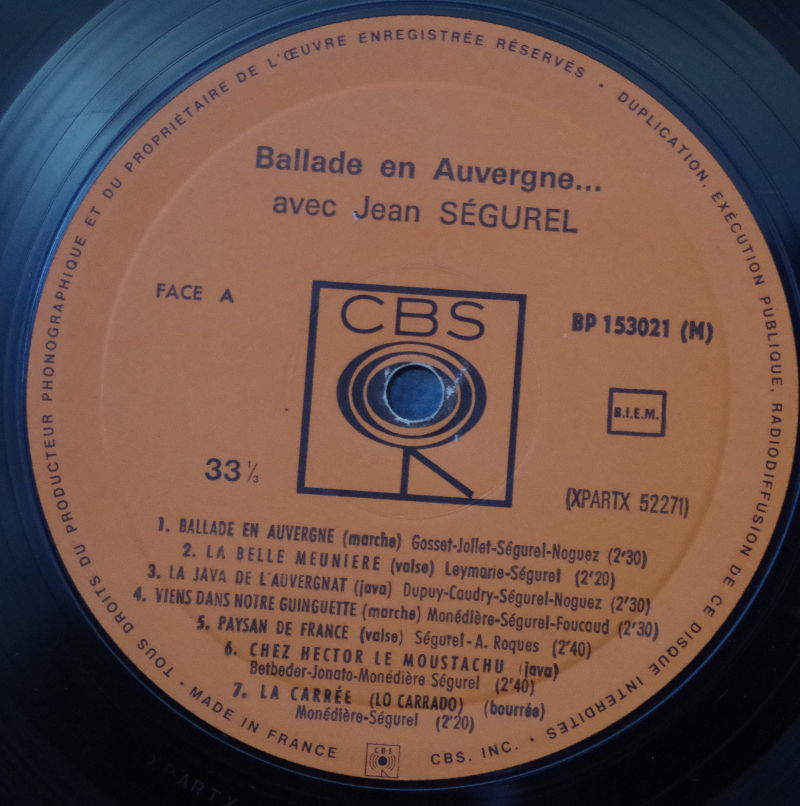 TOUS DROITS DU PRODUCTEUR PHONOGRAPHIQUE ET DU PROPRIÉTAIRE DE L'ŒUVRE ENREGISTRÉE RÉSERVÉS · DUPLICATION, EXÉCUTION PUBLIQUE, RADIODIFFUSION DE CE DISQUE INTERDITES ·
Ballade en Auvergne...
avec Jean SÉGUREL
FACE A
CBS
BP 153021 (M)
B.I.E.M.
33 ⅓
(XPARTX 52271)
1. BALLADE EN AUVERGNE (marche) Gosset-Jollet-Ségurel-Noguez (2'30)
2. LA BELLE MEUNIERE (valse) Leymarie-Ségurel (2'20)
3. LA JAVA DE L'AUVERGNAT (java) Dupuy-Caudry-Ségurel-Noguez (2'30)
4. VIENS DANS NOTRE GUINGUETTE (marche) Monédière-Ségurel-Foucaud (2'30)
5. PAYSAN DE FRANCE (valse) Ségurel-A. Roques (2'40)
6. CHEZ HECTOR LE MOUSTACHU (java)
Betbeder-Jonato-Monédière Ségurel (2'40)
7. LA CARRÉE (LO CARRADO) (bourrée)
Monédière-Ségurel (2'20)
· MADE IN FRANCE
CBS
CBS. INC. ·
XPARTX